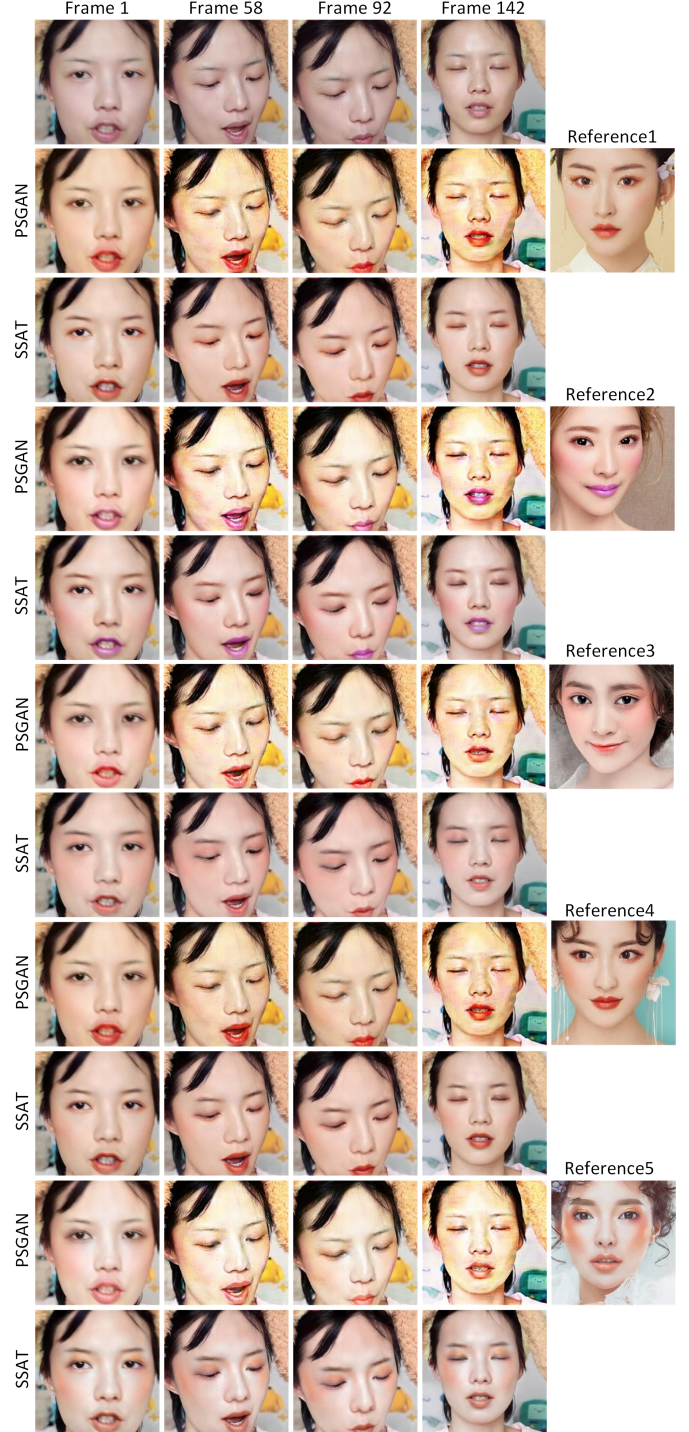 Frame 1 Frame 58 Frame 92 Frame 142
Reference1
PSGAN
SSAT
Reference2
PSGAN
SSAT
Reference3
PSGAN
SSAT
Reference4
PSGAN
SSAT
Reference5
PSGAN
SSAT